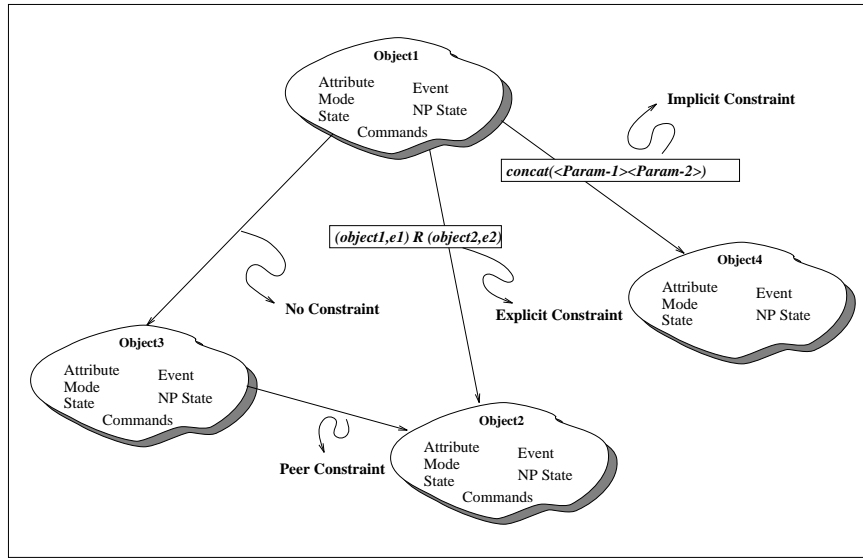 Object1
Attribute Event
Mode
NP State
State
Commands
Implicit Constraint
concat(<Param-1><Param-2>)
(object1,e1) R (object2,e2)
No Constraint
Explicit Constraint
Object4
Attribute Event
Mode
NP State
State
Object3
Attribute Event
Mode
NP State
State
Commands
Peer Constraint
Object2
Attribute Event
Mode
NP State
State
Commands